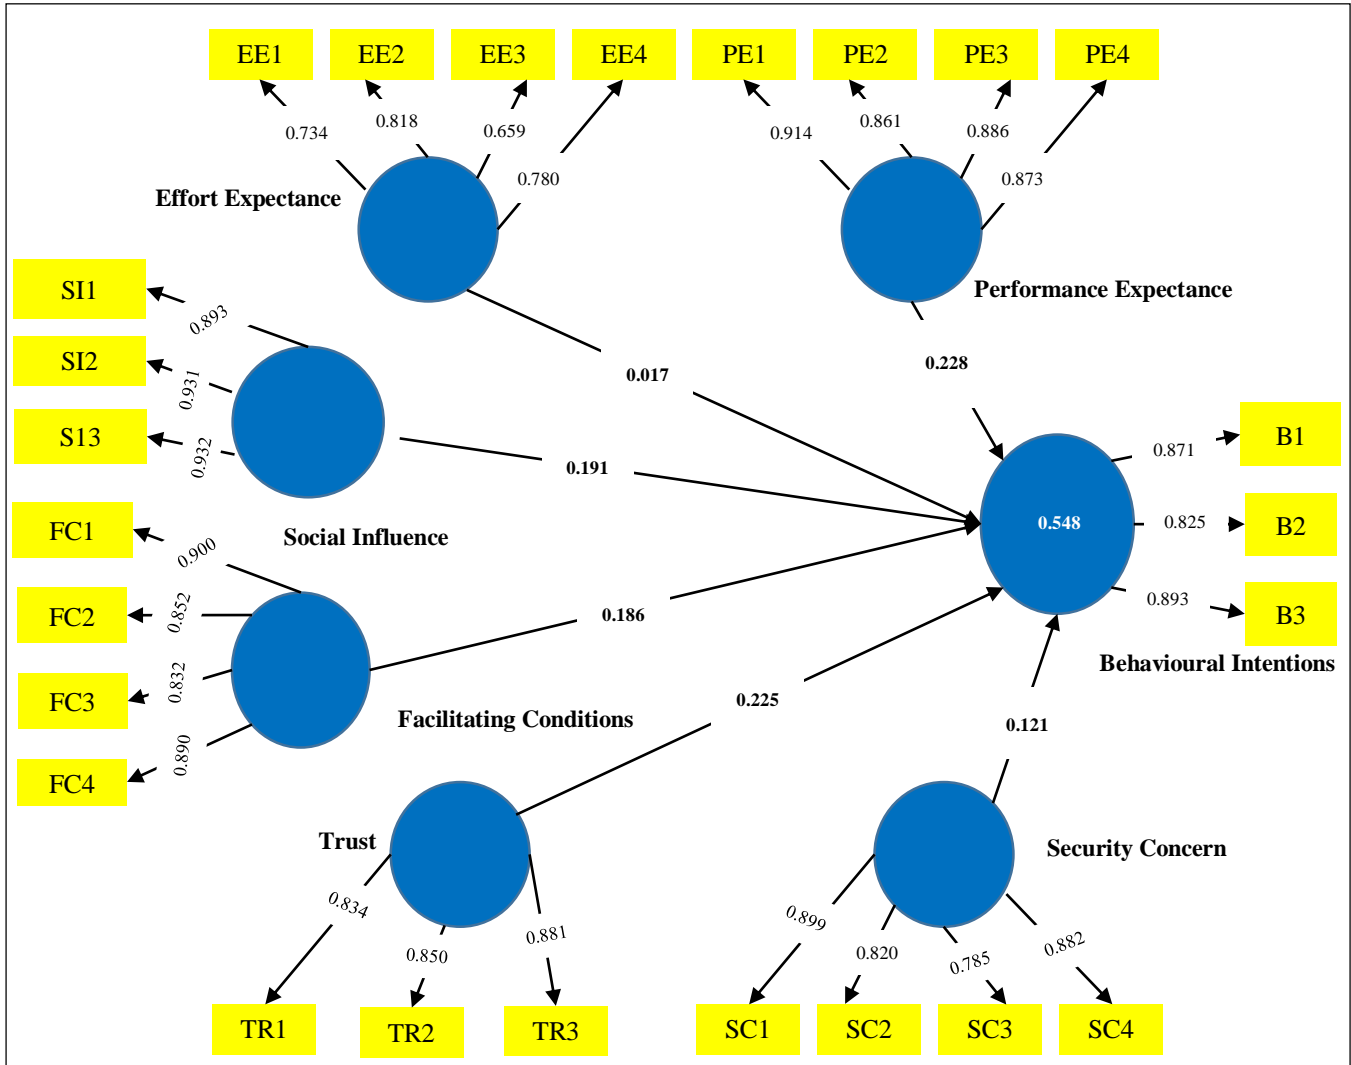 EE1
EE2
EE3
EE4
PE1
PE2
PE3
PE4
0.734
0.818
0.659
0.780
0.914
0.861
0.886
0.873
Effort Expectance
Performance Expectance
SI1
SI2
S13
0.893
0.931
0.932
Social Influence
0.017
0.228
0.191
0.548
0.871
0.825
0.893
B1
B2
B3
Behavioural Intentions
FC1
FC2
FC3
FC4
0.900
0.852
0.832
0.890
Facilitating Conditions
0.186
0.225
0.121
Trust
0.834
0.850
0.881
TR1
TR2
TR3
Security Concern
0.899
0.820
0.785
0.882
SC1
SC2
SC3
SC4